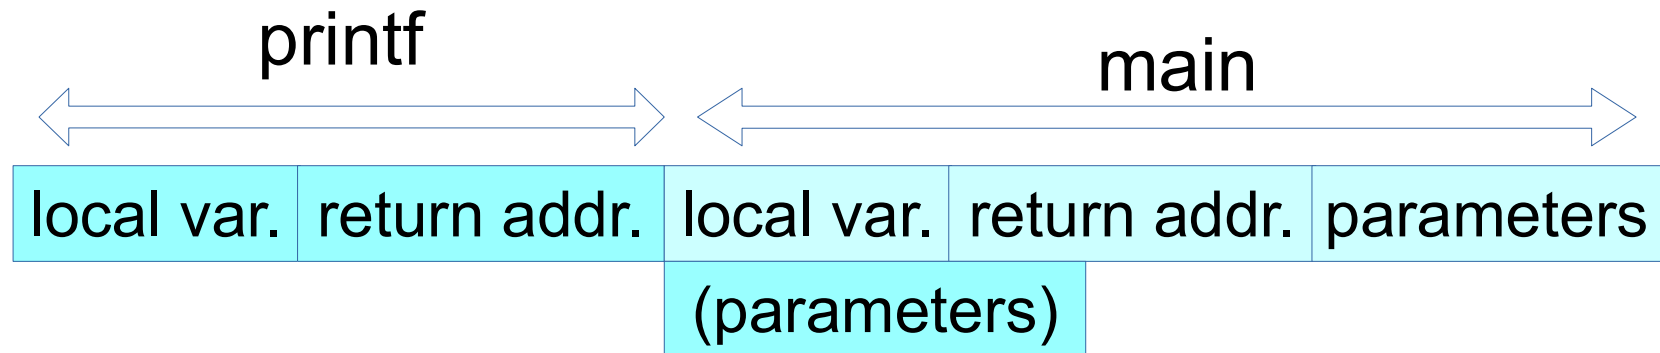 printf
main
local var. return addr. local var. return addr. parameters
(parameters)